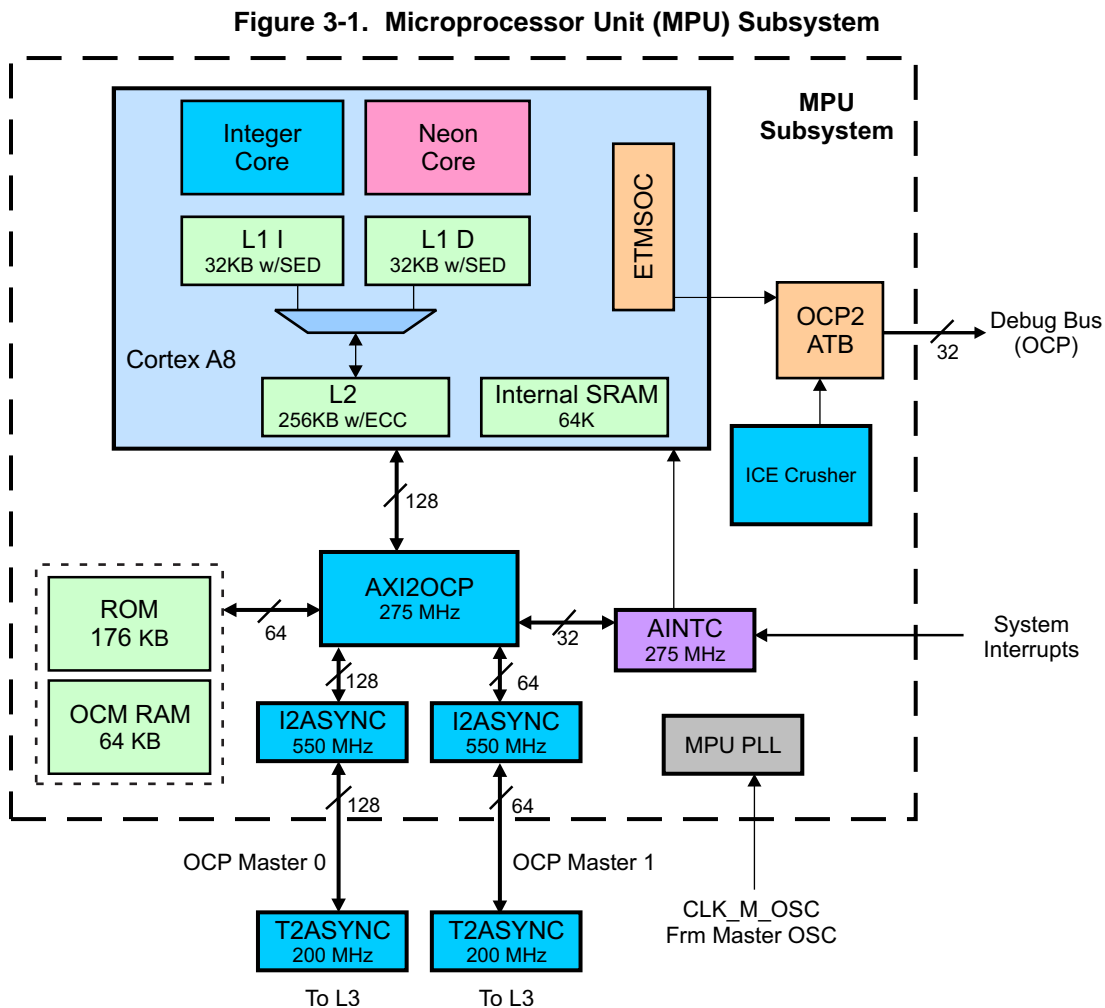 Figure 3-1. Microprocessor Unit (MPU) Subsystem
MPU
Subsystem
Integer
Core
Neon
Core
ETMSOC
L1 I
32KB w/SED
L1 D
32KB w/SED
OCP2
ATB
32
Debug Bus
(OCP)
Cortex A8
L2
256KB w/ECC
Internal SRAM
64K
ICE Crusher
128
AXI2OCP
275 MHz
ROM
176 KB
64
32
AINTC
275 MHz
System
Interrupts
OCM RAM
64 KB
128
64
I2ASYNC
550 MHz
I2ASYNC
550 MHz
MPU PLL
128
64
OCP Master 0
OCP Master 1
CLK_M_OSC
Frm Master OSC
T2ASYNC
200 MHz
T2ASYNC
200 MHz
To L3
To L3